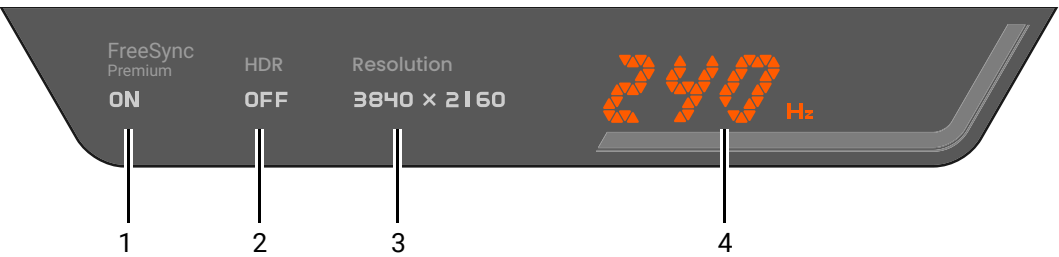 FreeSync
Premium
HDR
Resolution
ON
OFF
3840 × 2160
240 Hz
1
2
3
4